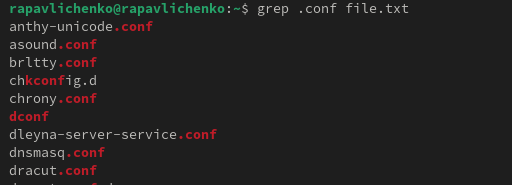 rapavlichenko@rapavlichenko:~$ grep .conf file.txt
anthy-unicode.conf
asound.conf
brltty.conf
chkconfig.d
chrony.conf
dconf
dleyna-server-service.conf
dnsmasq.conf
dracut.conf